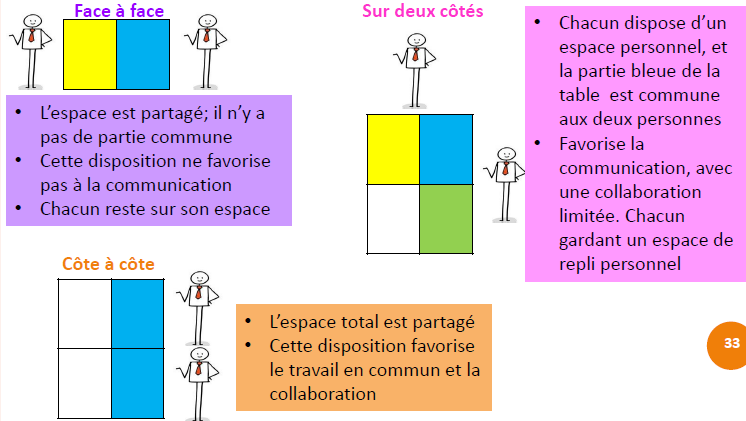 Face à face
• L’espace est partagé; il n’y a
pas de partie commune
• Cette disposition ne favorise
pas à la communication
• Chacun reste sur son espace
Sur deux côtés
• Chacun dispose d’un
espace personnel, et
la partie bleue de la
table est commune
aux deux personnes
• Favorise la
communication, avec
une collaboration
limitée. Chacun
gardant un espace de
repli personnel
Côte à côte
• L’espace total est partagé
• Cette disposition favorise
le travail en commun et la
collaboration
33